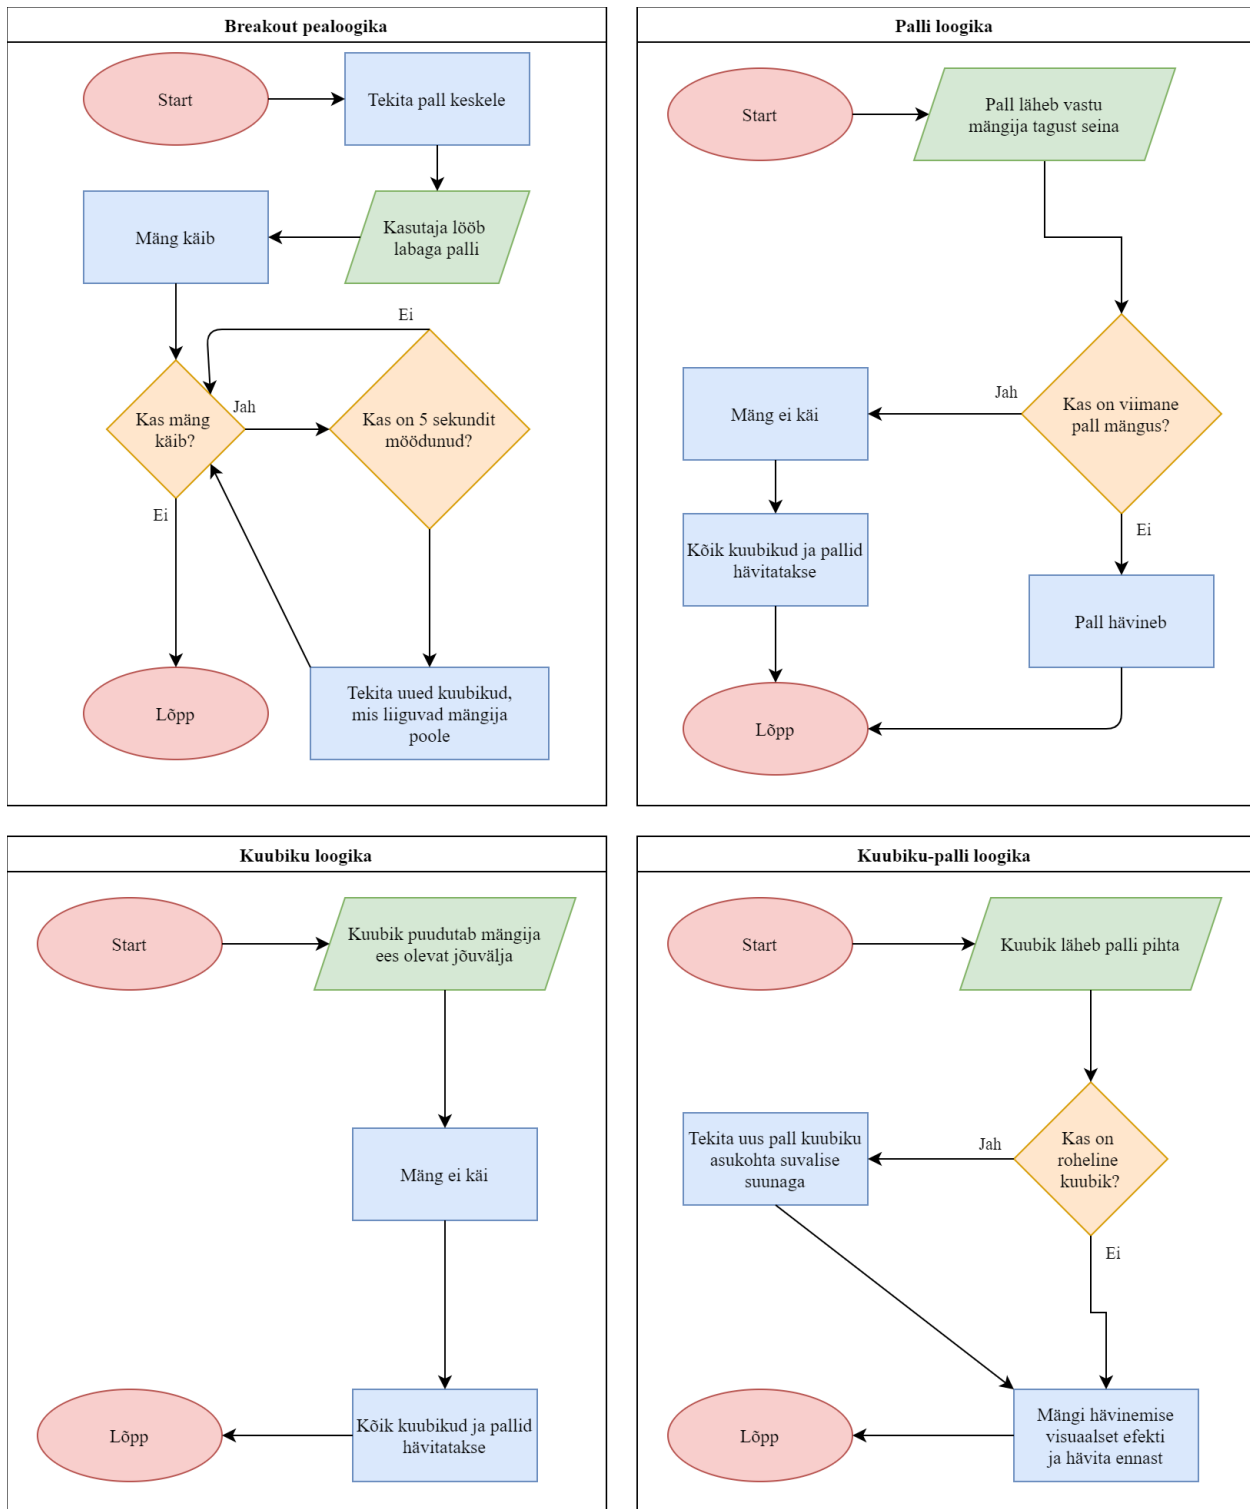 Breakout pealoogika
Start
Tekita pall keskele
Kasutaja lööb
labaga palli
Mäng käib
Ei
Kas mäng
käib?
Jah
Kas on 5 sekundit
möödunud?
Ei
Lõpp
Tekita uued kuubikud,
mis liiguvad mängija
poole
Palli loogika
Start
Pall läheb vastu
mängija tagust seina
Kas on viimane
pall mängus?
Jah
Mäng ei käi
Kõik kuubikud ja pallid
hävitatakse
Ei
Pall hävineb
Lõpp
Kuubiku loogika
Start
Kuubik puudutab mängija
ees olevat jõuvälja
Mäng ei käi
Kõik kuubikud ja pallid
hävitatakse
Lõpp
Kuubiku-palli loogika
Start
Kuubik läheb palli pihta
Kas on
roheline
kuubik?
Jah
Tekita uus pall kuubiku
asukohta suvalise
suunaga
Ei
Mängi hävinemise
visuaalset efekti
ja hävita ennast
Lõpp